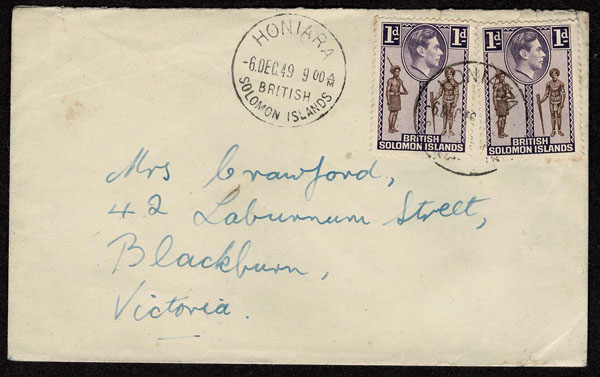 HONIARA
-6.DEC.49 9 00 AM
BRITISH
SOLOMON ISLANDS
1d 1d
BRITISH
SOLOMON ISLANDS
1d 1d
BRITISH
SOLOMON ISLANDS
Mrs Crawford,
42 Laburnum Street,
Blackburn,
Victoria.